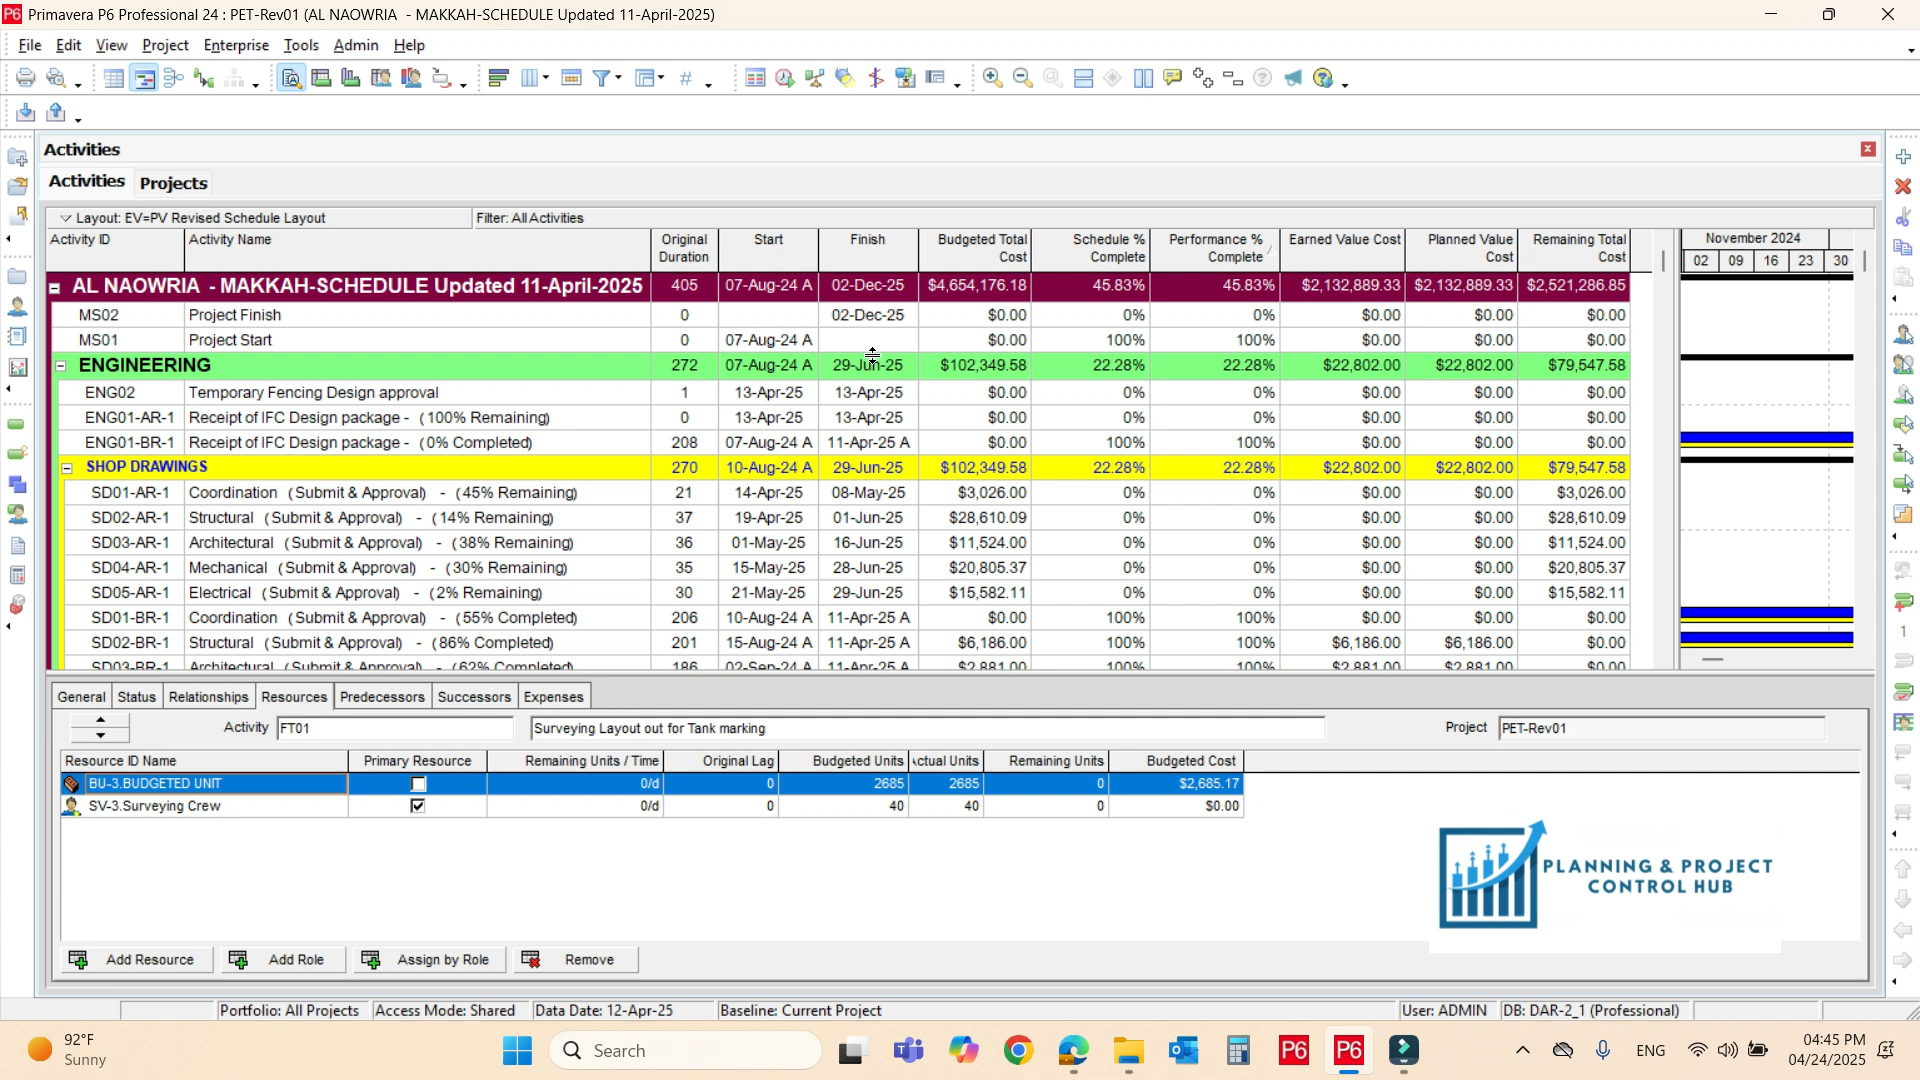 Primavera P6 Professional 24 : PET-Rev01 (AL NAOWRIA - MAKKAH-SCHEDULE Updated 11-April-2025)
File Edit View Project Enterprise Tools Admin Help
Activities
Activities Projects
Layout: EV=PV Revised Schedule Layout Filter: All Activities
Activity ID Activity Name Original Duration Start Finish Budgeted Total Cost Schedule % Complete Performance % Complete Earned Value Cost Planned Value Cost Remaining Total Cost November 2024
02 09 16 23 30
AL NAOWRIA - MAKKAH-SCHEDULE Updated 11-April-2025 405 07-Aug-24 A 02-Dec-25 $4,654,176.18 45.83% 45.83% $2,132,889.33 $2,132,889.33 $2,521,286.85
MS02 Project Finish 0 02-Dec-25 $0.00 0% 0% $0.00 $0.00 $0.00
MS01 Project Start 0 07-Aug-24 A $0.00 100% 100% $0.00 $0.00 $0.00
ENGINEERING 272 07-Aug-24 A 29-Jun-25 $102,349.58 22.28% 22.28% $22,802.00 $22,802.00 $79,547.58
ENG02 Temporary Fencing Design approval 1 13-Apr-25 13-Apr-25 $0.00 0% 0% $0.00 $0.00 $0.00
ENG01-AR-1 Receipt of IFC Design package - (100% Remaining) 0 13-Apr-25 13-Apr-25 $0.00 0% 0% $0.00 $0.00 $0.00
ENG01-BR-1 Receipt of IFC Design package - (0% Completed) 208 07-Aug-24 A 11-Apr-25 A $0.00 100% 100% $0.00 $0.00 $0.00
SHOP DRAWINGS 270 10-Aug-24 A 29-Jun-25 $102,349.58 22.28% 22.28% $22,802.00 $22,802.00 $79,547.58
SD01-AR-1 Coordination (Submit & Approval) - (45% Remaining) 21 14-Apr-25 08-May-25 $3,026.00 0% 0% $0.00 $0.00 $3,026.00
SD02-AR-1 Structural (Submit & Approval) - (14% Remaining) 37 19-Apr-25 01-Jun-25 $28,610.09 0% 0% $0.00 $0.00 $28,610.09
SD03-AR-1 Architectural (Submit & Approval) - (38% Remaining) 36 01-May-25 16-Jun-25 $11,524.00 0% 0% $0.00 $0.00 $11,524.00
SD04-AR-1 Mechanical (Submit & Approval) - (30% Remaining) 35 15-May-25 28-Jun-25 $20,805.37 0% 0% $0.00 $0.00 $20,805.37
SD05-AR-1 Electrical (Submit & Approval) - (2% Remaining) 30 21-May-25 29-Jun-25 $15,582.11 0% 0% $0.00 $0.00 $15,582.11
SD01-BR-1 Coordination (Submit & Approval) - (55% Completed) 206 10-Aug-24 A 11-Apr-25 A $0.00 100% 100% $0.00 $0.00 $0.00
SD02-BR-1 Structural (Submit & Approval) - (86% Completed) 201 15-Aug-24 A 11-Apr-25 A $6,186.00 100% 100% $6,186.00 $6,186.00 $0.00
SD03-BR-1 Architectural (Submit & Approval) - (62% Completed) 186 02-Sep-24 A 11-Apr-25 A $2,881.00 100% 100% $2,881.00 $2,881.00 $0.00
General Status Relationships Resources Predecessors Successors Expenses
Activity FT01 Surveying Layout out for Tank marking Project PET-Rev01
Resource ID Name Primary Resource Remaining Units / Time Original Lag Budgeted Units Actual Units Remaining Units Budgeted Cost
BU-3.BUDGETED UNIT 0/d 0 2685 2685 0 $2,685.17
SV-3.Surveying Crew 0/d 0 40 40 0 $0.00
PLANNING & PROJECT
CONTROL HUB
Add Resource Add Role Assign by Role Remove
Portfolio: All Projects Access Mode: Shared Data Date: 12-Apr-25 Baseline: Current Project User: ADMIN DB: DAR-2_1 (Professional)
92°F
Sunny
Search
ENG
04:45 PM
04/24/2025